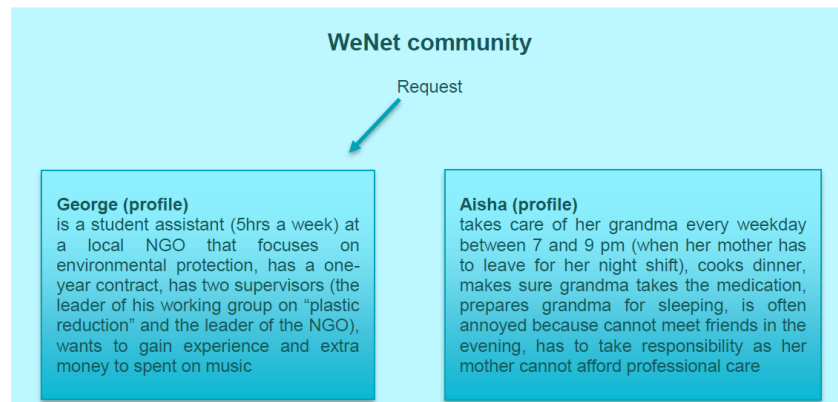 WeNet community
Request
George (profile)
is a student assistant (5hrs a week) at
a local NGO that focuses on
environmental protection, has a one-
year contract, has two supervisors (the
leader of his working group on “plastic
reduction” and the leader of the NGO),
wants to gain experience and extra
money to spent on music
Aisha (profile)
takes care of her grandma every weekday
between 7 and 9 pm (when her mother has
to leave for her night shift), cooks dinner,
makes sure grandma takes the medication,
prepares grandma for sleeping, is often
annoyed because cannot meet friends in the
evening, has to take responsibility as her
mother cannot afford professional care